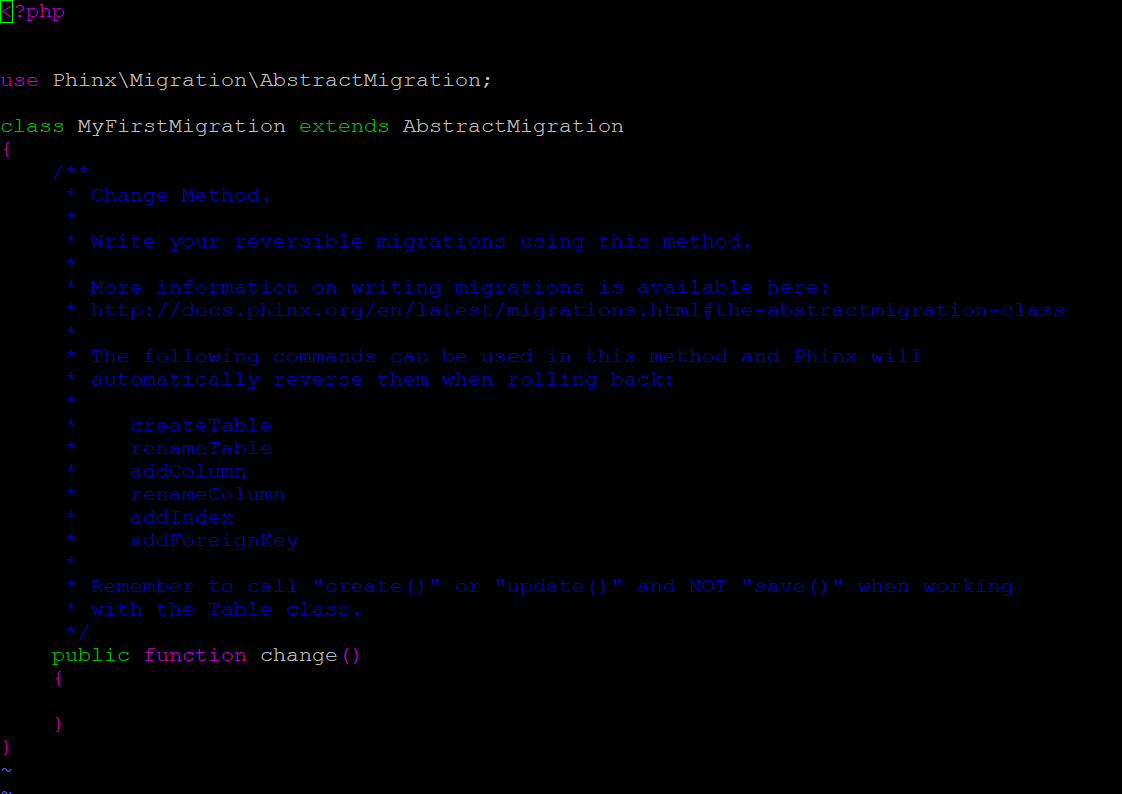 <?php


use Phinx\Migration\AbstractMigration;

class MyFirstMigration extends AbstractMigration
{
    /**
     * Change Method.
     *
     * Write your reversible migrations using this method.
     *
     * More information on writing migrations is available here:
     * http://docs.phinx.org/en/latest/migrations.html#the-abstractmigration-class
     *
     * The following commands can be used in this method and Phinx will
     * automatically reverse them when rolling back:
     *
     *    createTable
     *    renameTable
     *    addColumn
     *    renameColumn
     *    addIndex
     *    addForeignKey
     *
     * Remember to call "create()" or "update()" and NOT "save()" when working
     * with the Table class.
     */
    public function change()
    {

    }
}
~
~